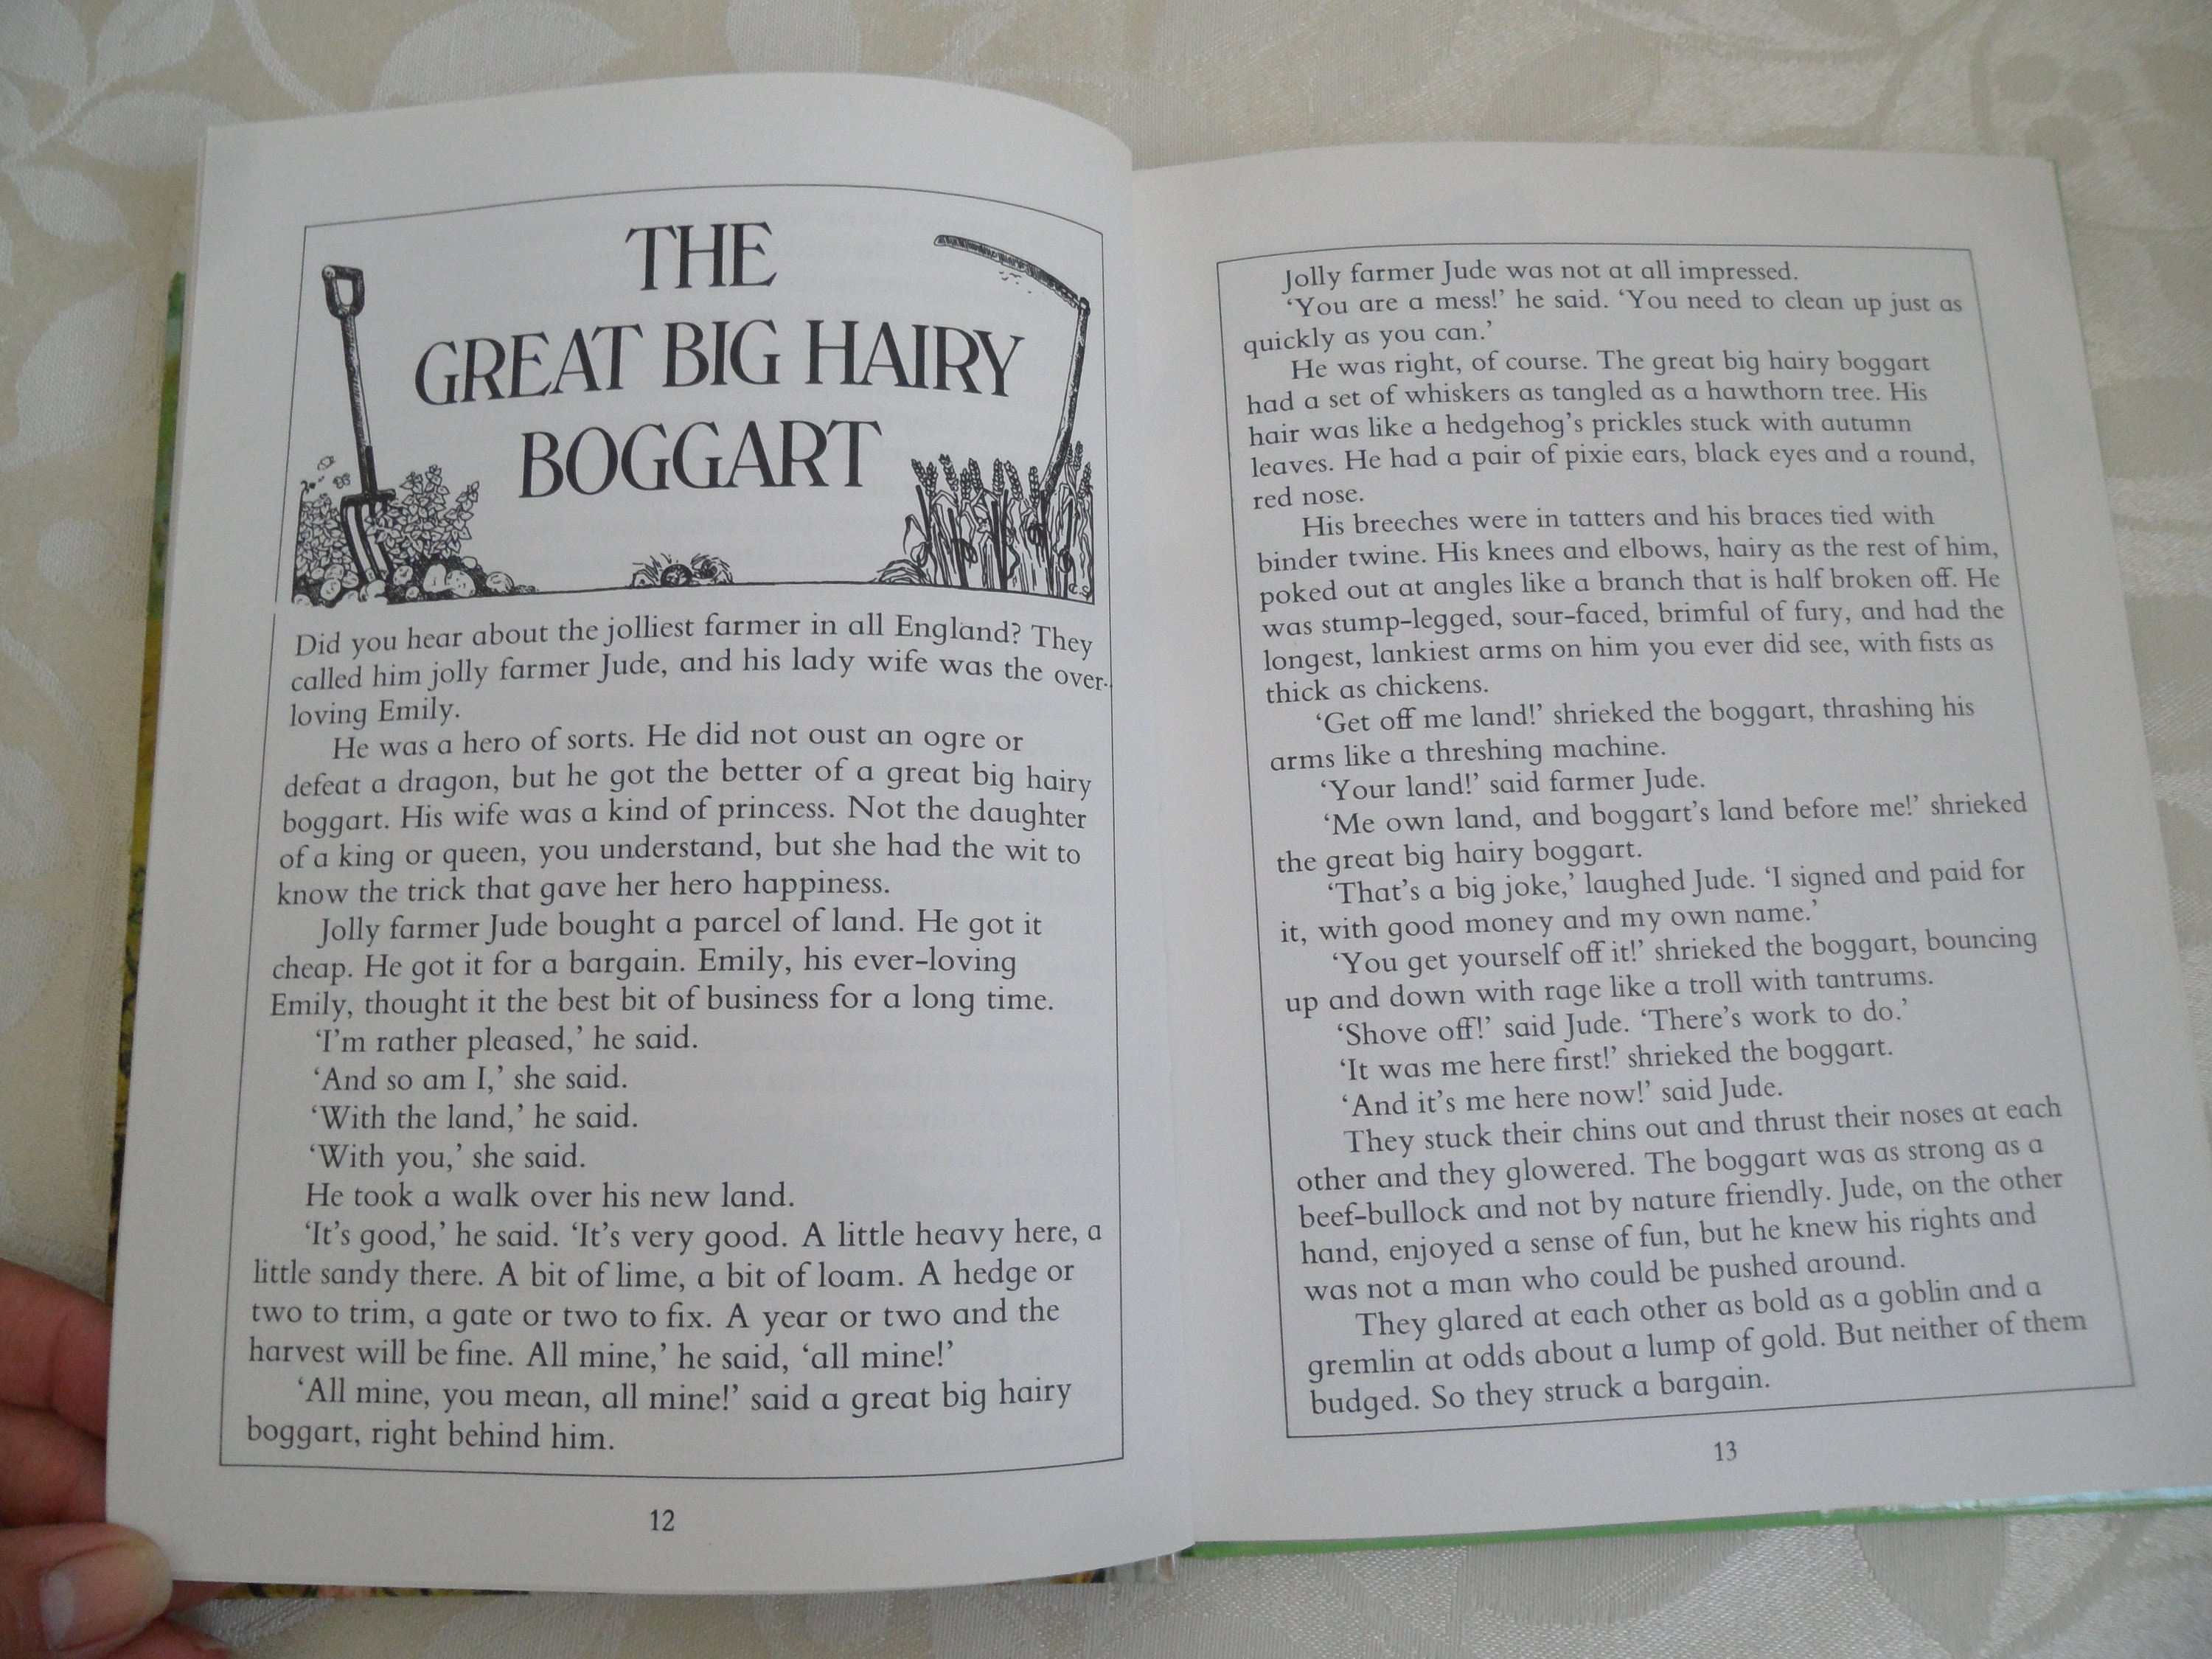 THE
GREAT BIG HAIRY
BOGGART
c.s
Did you hear about the jolliest farmer in all England? They
called him jolly farmer Jude, and his lady wife was the over-
loving Emily.
He was a hero of sorts. He did not oust an ogre or
defeat a dragon, but he got the better of a great big hairy
boggart. His wife was a kind of princess. Not the daughter
of a king or queen, you understand, but she had the wit to
know the trick that gave her hero happiness.
Jolly farmer Jude bought a parcel of land. He got it
cheap. He got it for a bargain. Emily, his ever-loving
Emily, thought it the best bit of business for a long time.
‘I’m rather pleased,’ he said.
‘And so am I,’ she said.
‘With the land,’ he said.
‘With you,’ she said.
He took a walk over his new land.
‘It’s good,’ he said. ‘It’s very good. A little heavy here, a
little sandy there. A bit of lime, a bit of loam. A hedge or
two to trim, a gate or two to fix. A year or two and the
harvest will be fine. All mine,’ he said, ‘all mine!’
‘All mine, you mean, all mine!’ said a great big hairy
boggart, right behind him.
12
Jolly farmer Jude was not at all impressed.
‘You are a mess!’ he said. ‘You need to clean up just as
quickly as you can.’
He was right, of course. The great big hairy boggart
had a set of whiskers as tangled as a hawthorn tree. His
hair was like a hedgehog’s prickles stuck with autumn
leaves. He had a pair of pixie ears, black eyes and a round,
red nose.
His breeches were in tatters and his braces tied with
binder twine. His knees and elbows, hairy as the rest of him,
poked out at angles like a branch that is half broken off. He
was stump-legged, sour-faced, brimful of fury, and had the
longest, lankiest arms on him you ever did see, with fists as
thick as chickens.
‘Get off me land!’ shrieked the boggart, thrashing his
arms like a threshing machine.
‘Your land!’ said farmer Jude.
‘Me own land, and boggart’s land before me!’ shrieked
the great big hairy boggart.
‘That’s a big joke,’ laughed Jude. ‘I signed and paid for
it, with good money and my own name.’
‘You get yourself off it!’ shrieked the boggart, bouncing
up and down with rage like a troll with tantrums.
‘Shove off!’ said Jude. ‘There’s work to do.’
‘It was me here first!’ shrieked the boggart.
‘And it’s me here now!’ said Jude.
They stuck their chins out and thrust their noses at each
other and they glowered. The boggart was as strong as a
beef-bullock and not by nature friendly. Jude, on the other
hand, enjoyed a sense of fun, but he knew his rights and
was not a man who could be pushed around.
They glared at each other as bold as a goblin and a
gremlin at odds about a lump of gold. But neither of them
budged. So they struck a bargain.
13